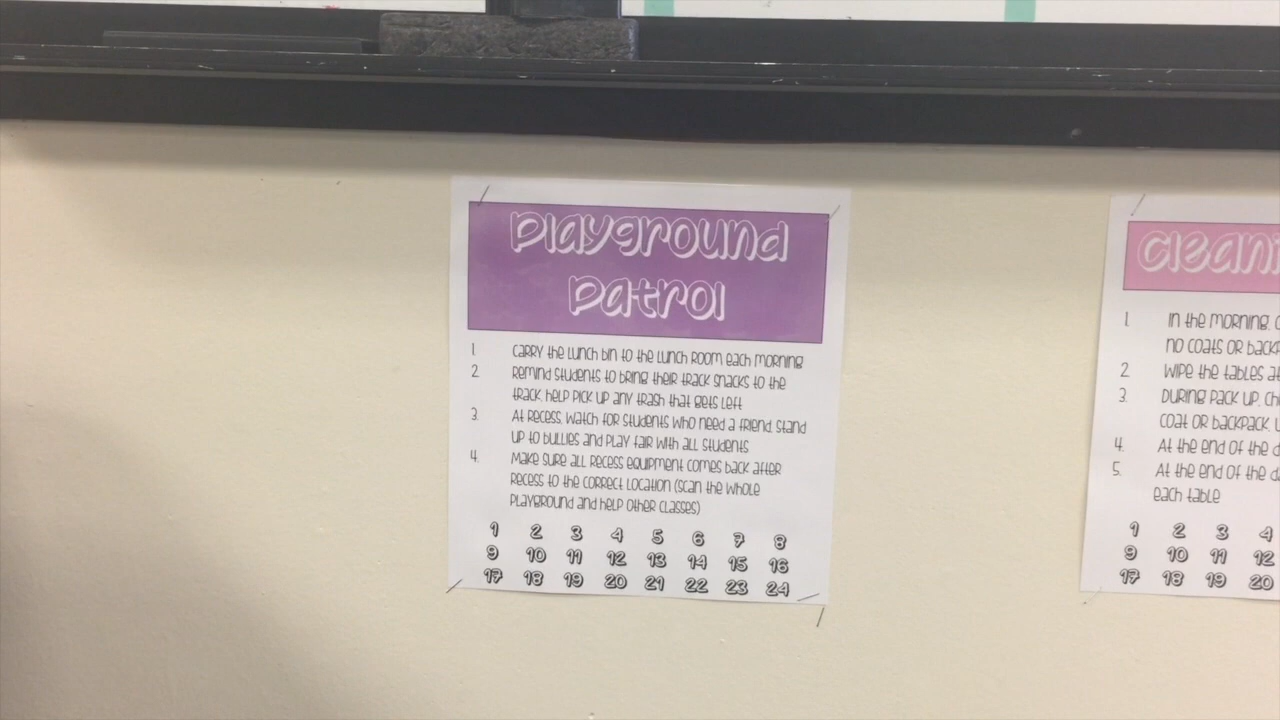 Playground
Patrol
1. Carry the lunch bin to the lunch room each morning
2. Remind students to bring their track snacks to the
track, help pick up any trash that gets left
3. At recess, watch for students who need a friend, stand
up to bullies and play fair with all students
4. Make sure all recess equipment comes back after
recess to the correct location (scan the whole
playground and help other classes)
1 2 3 4 5 6 7 8
9 10 11 12 13 14 15 16
17 18 19 20 21 22 23 24
1. In the morning,
no coats or
2. Wipe the tables
3. During pack up,
coat or backpack,
4. At the end of the
5. At the end of the
each table
1 2 3 4
9 10 11 12
17 18 19 20